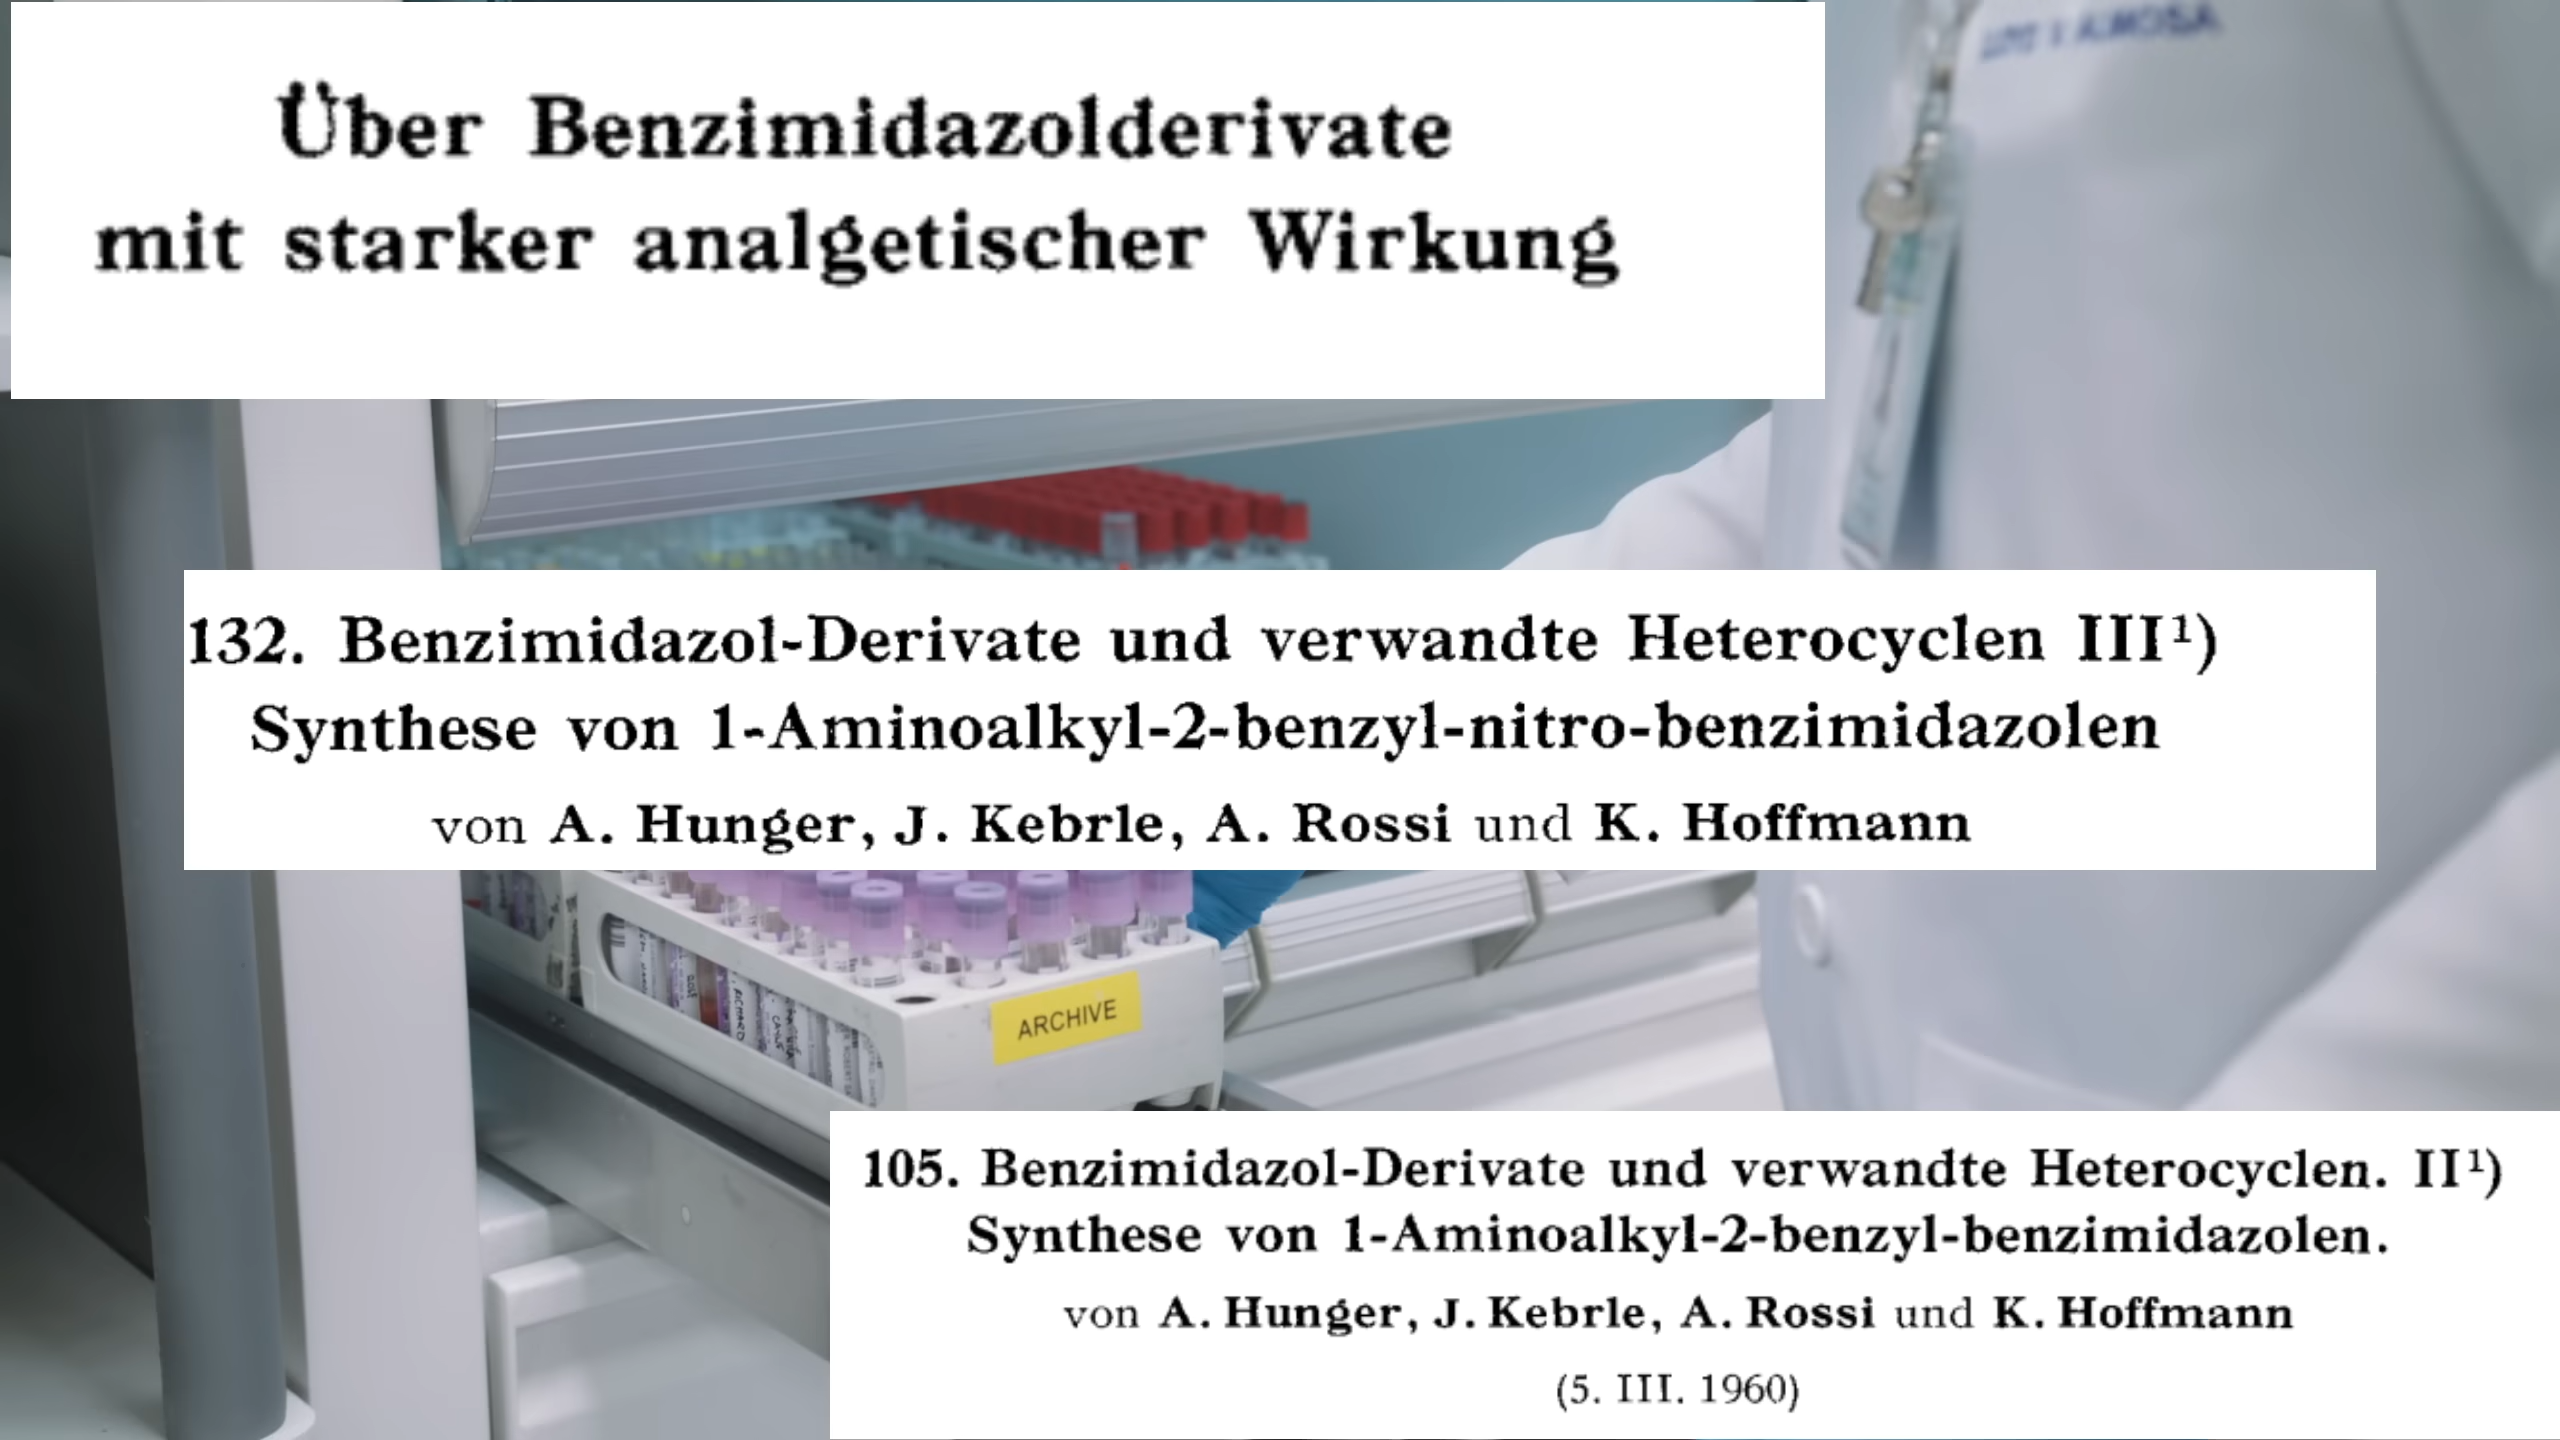 Über Benzimidazolderivate
mit starker analgetischer Wirkung
132. Benzimidazol-Derivate und verwandte Heterocyclen III¹)
Synthese von 1-Aminoalkyl-2-benzyl-nitro-benzimidazolen
von A. Hunger, J. Kebrle, A. Rossi und K. Hoffmann
ARCHIVE
105. Benzimidazol-Derivate und verwandte Heterocyclen. II¹)
Synthese von 1-Aminoalkyl-2-benzyl-benzimidazolen.
von A. Hunger, J. Kebrle, A. Rossi und K. Hoffmann
(5. III. 1960)